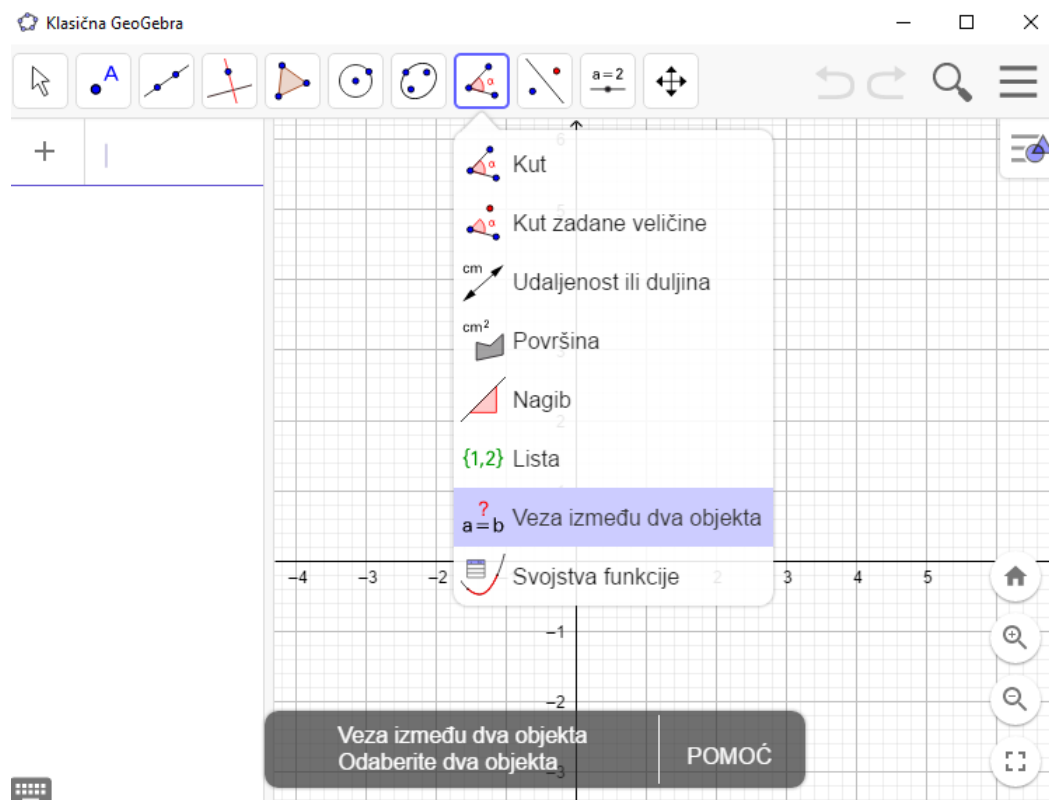 Klasična GeoGebra
A
α
a=2
+
6
Kut
α
5
Kut zadane veličine
α
cm
Udaljenost ili duljina
cm²
Površina
3
Nagib
2
{1,2} Lista
?
a=b
Veza između dva objekta
Svojstva funkcije
−4 −3 −2 2 3 4 5
−1
−2
Veza između dva objekta
Odaberite dva objekta
POMOĆ
−3